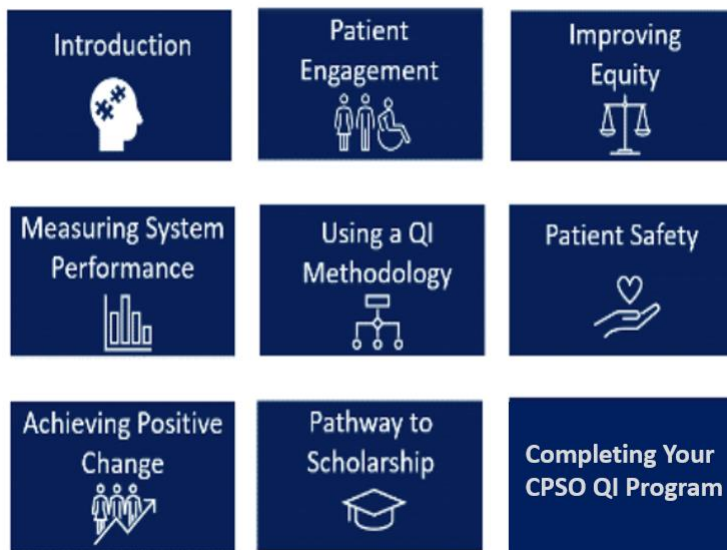 Introduction
Patient
Engagement
Improving
Equity
Measuring System
Performance
Using a QI
Methodology
Patient Safety
Achieving Positive
Change
Pathway to
Scholarship
Completing Your
CPSO QI Program